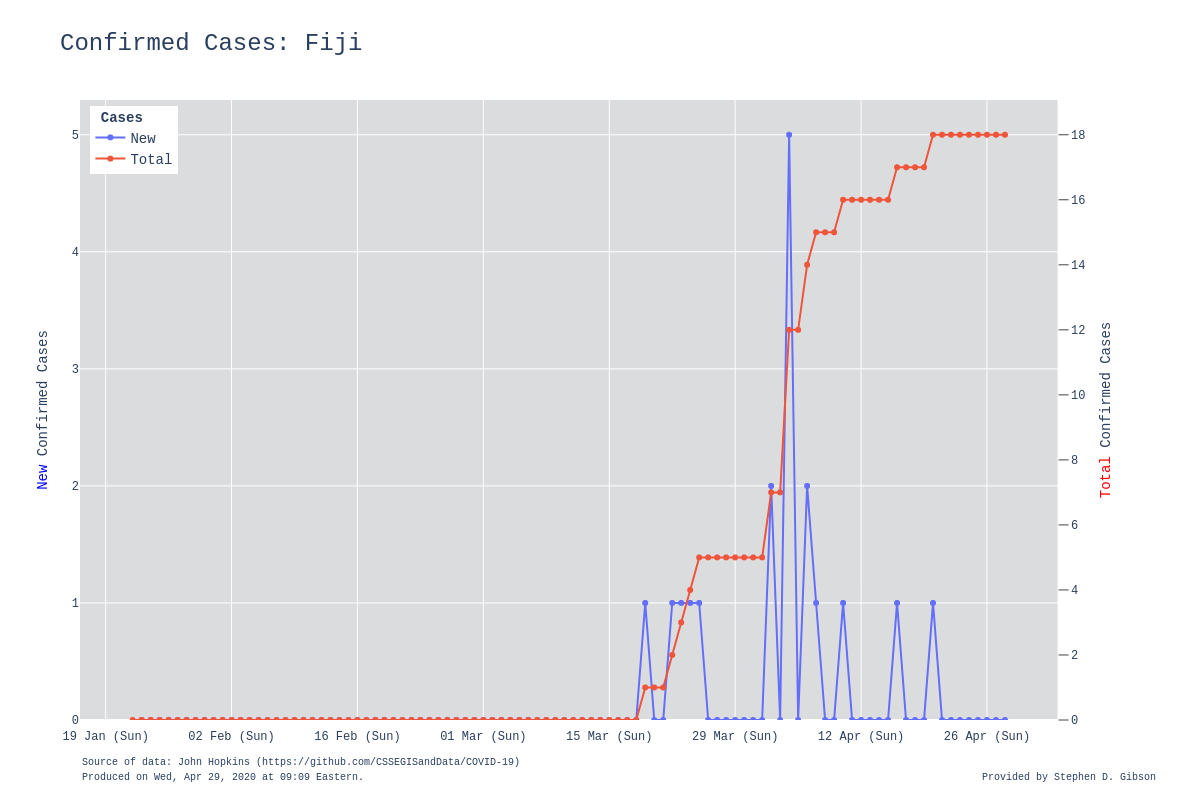 Confirmed Cases: Fiji
Cases
New
Total
5
4
3
2
1
0
New Confirmed Cases
18
16
14
12
10
8
6
4
2
0
Total Confirmed Cases
19 Jan (Sun) 02 Feb (Sun) 16 Feb (Sun) 01 Mar (Sun) 15 Mar (Sun) 29 Mar (Sun) 12 Apr (Sun) 26 Apr (Sun)
Source of data: John Hopkins (https://github.com/CSSEGISandData/COVID-19)
Produced on Wed, Apr 29, 2020 at 09:09 Eastern.
Provided by Stephen D. Gibson